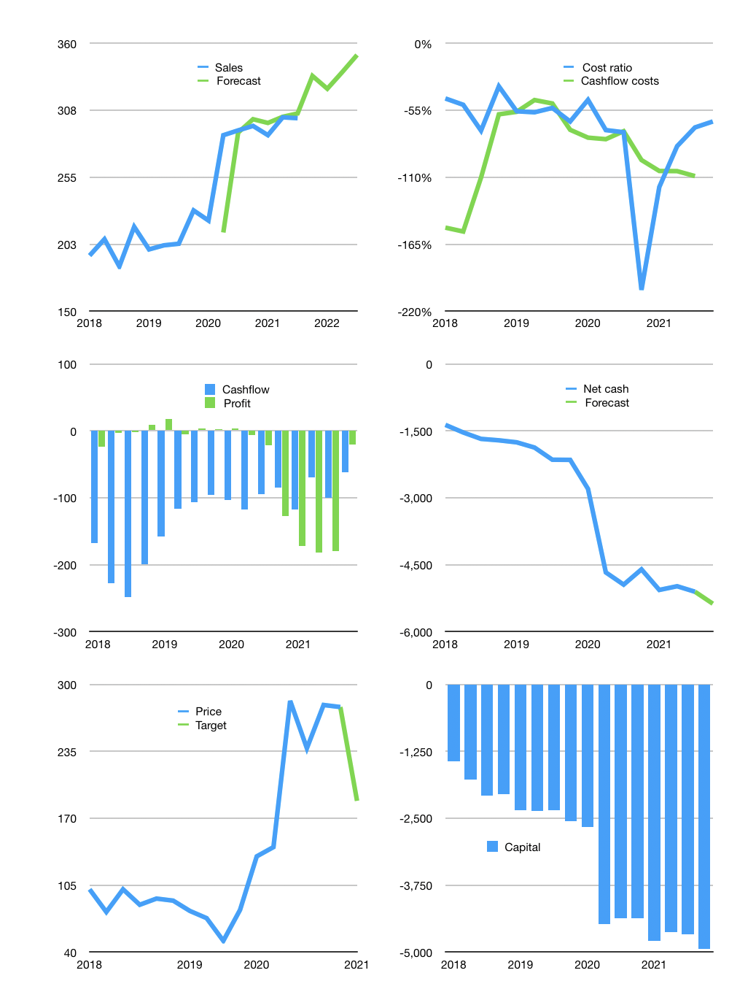 360
308
255
203
150
Sales
Forecast
2018 2019 2020 2021 2022
0%
-55%
-110%
-165%
-220%
Cost ratio
Cashflow costs
2018 2019 2020 2021
100
0
-100
-200
-300
Cashflow
Profit
2018 2019 2020 2021
0
-1,500
-3,000
-4,500
-6,000
Net cash
Forecast
2018 2019 2020 2021
300
235
170
105
40
Price
Target
2018 2019 2020 2021
0
-1,250
-2,500
-3,750
-5,000
Capital
2018 2019 2020 2021